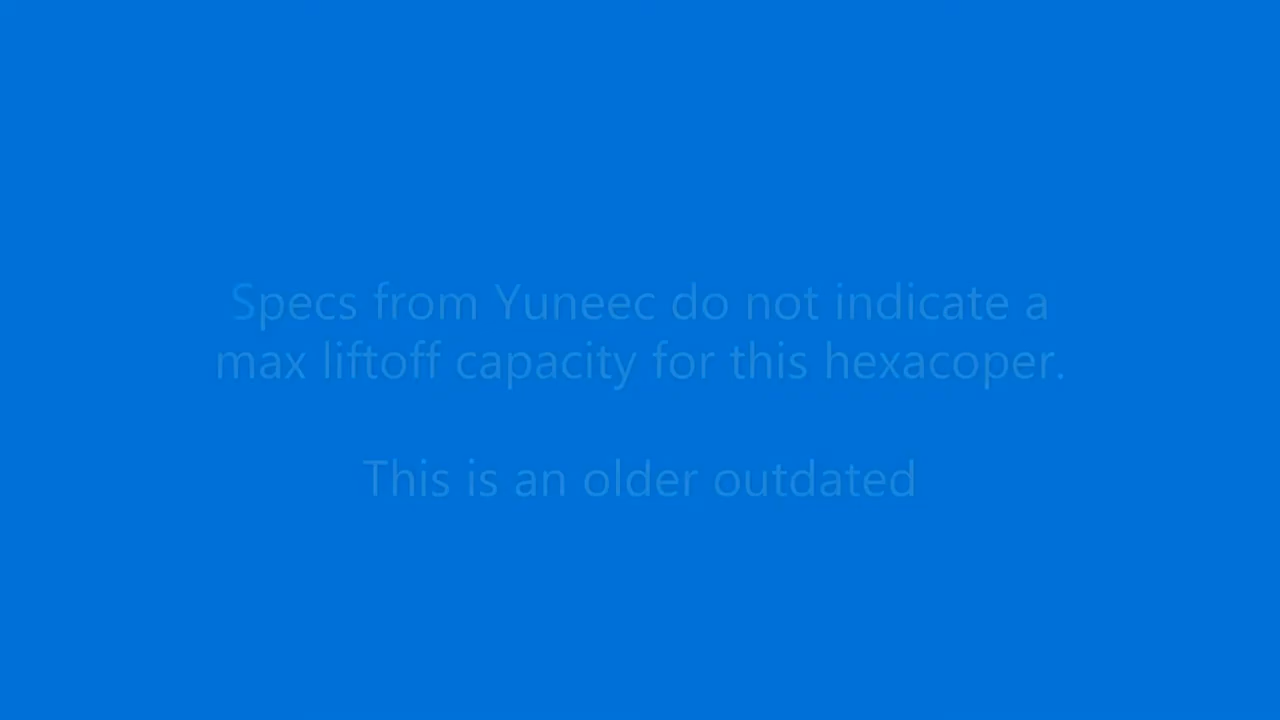 Specs from Yuneec do not indicate a
max liftoff capacity for this hexacoper.
This is an older outdated